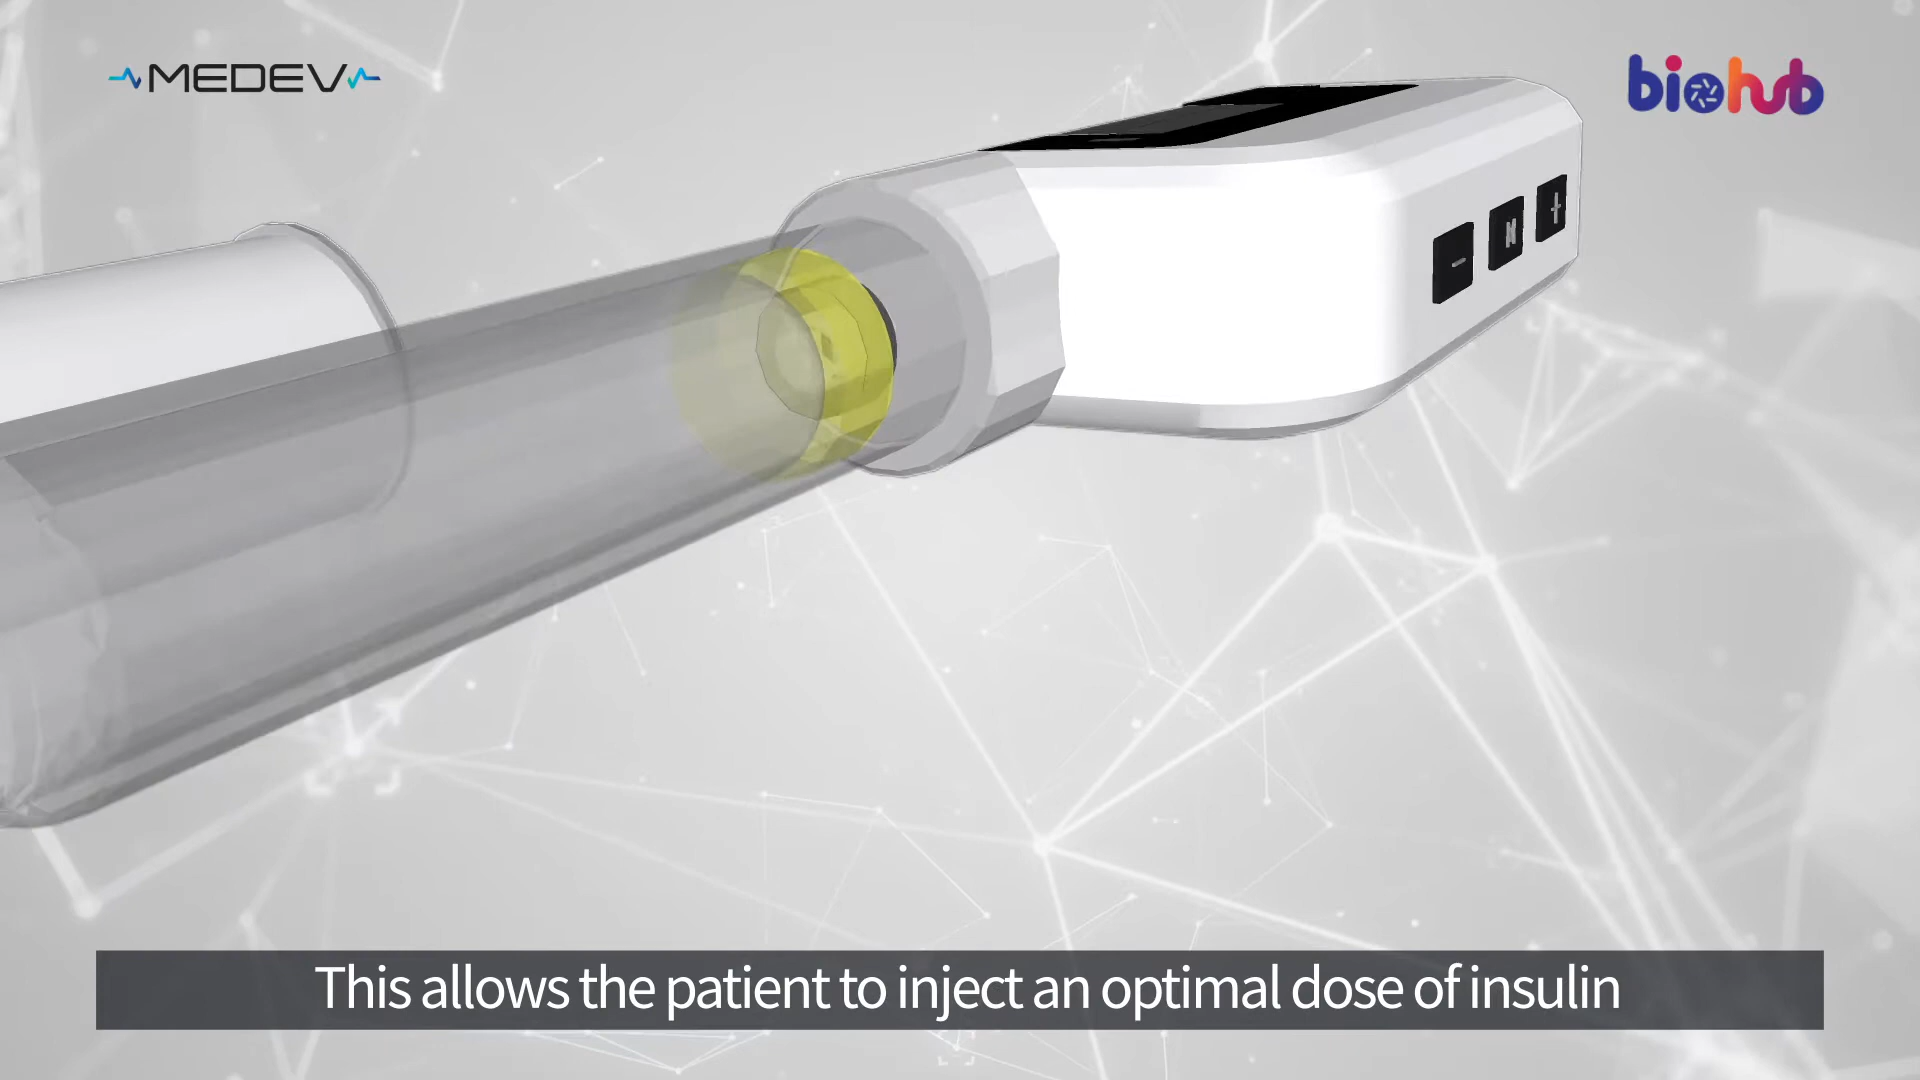 MEDEV
biohub
-
M
+
This allows the patient to inject an optimal dose of insulin